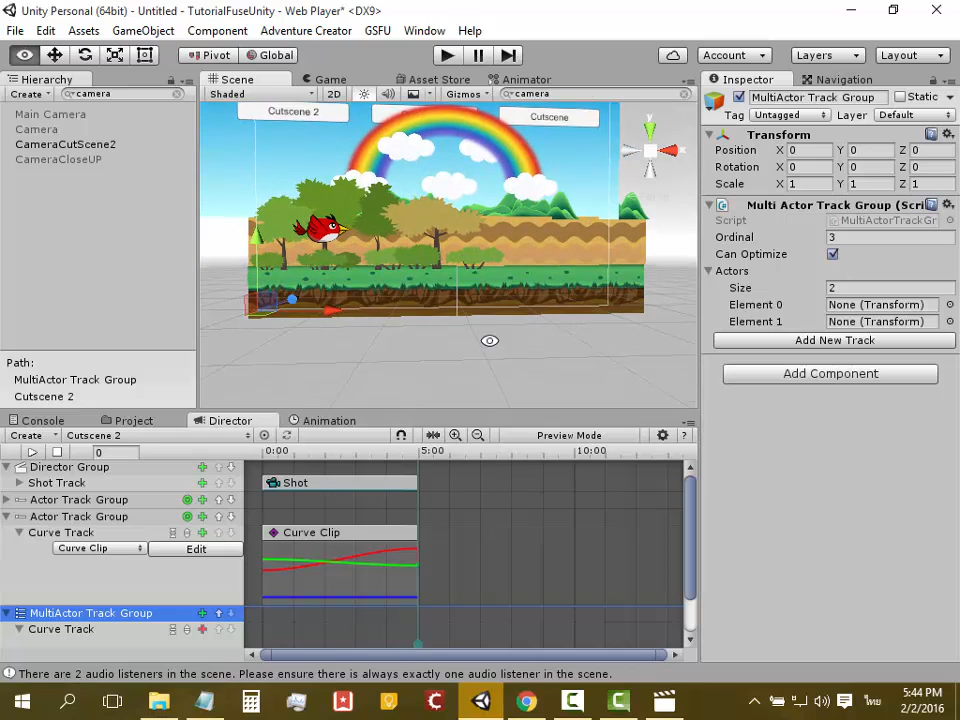 Unity Personal (64bit) - Untitled - TutorialFuseUnity - Web Player* <DX9>
File Edit Assets GameObject Component Adventure Creator GSFU Window Help
Pivot Global Account Layers Layout
Hierarchy
Create camera
Main Camera
Camera
CameraCutScene2
CameraCloseUP
Path:
MultiActor Track Group
Cutscene 2
Scene Game Asset Store Animator
Shaded 2D Gizmos camera
Cutscene 2
Cutscene
y
Inspector Navigation
MultiActor Track Group Static
Tag Untagged Layer Default
Transform
Position X 0 Y 0 Z 0
Rotation X 0 Y 0 Z 0
Scale X 1 Y 1 Z 1
Multi Actor Track Group (Scri
Script MultiActorTrackGr
Ordinal 3
Can Optimize
Actors
Size 2
Element 0 None (Transform)
Element 1 None (Transform)
Add New Track
Add Component
Console Project Director Animation
Create Cutscene 2 Preview Mode ?
0 0:00 5:00 10:00
Director Group
Shot Track Shot
Actor Track Group
Actor Track Group
Curve Track Curve Clip
Curve Clip Edit
MultiActor Track Group
Curve Track
There are 2 audio listeners in the scene. Please ensure there is always exactly one audio listener in the scene.
ไทย
5:44 PM
2/2/2016